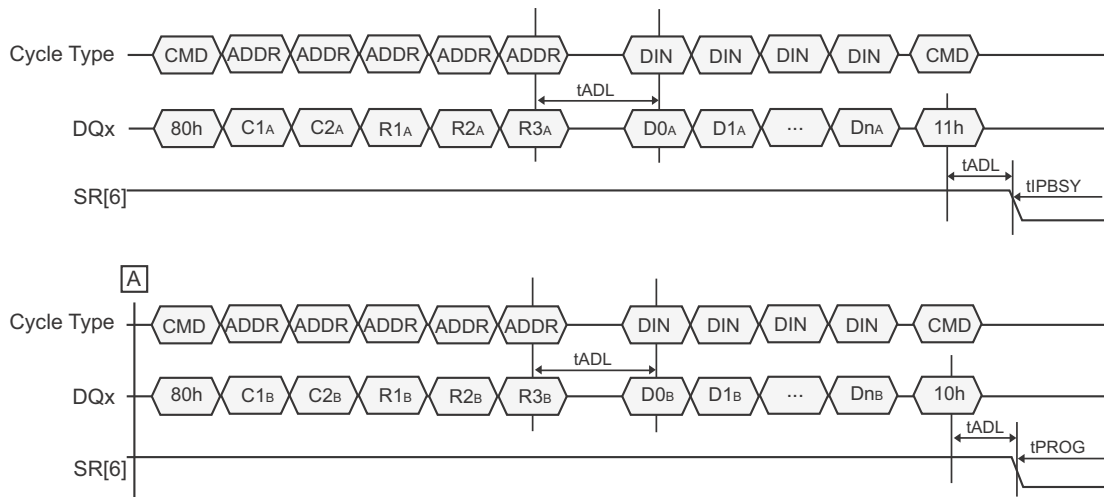 Cycle Type CMD ADDR ADDR ADDR ADDR ADDR DIN DIN DIN DIN CMD
tADL
DQx 80h C1A C2A R1A R2A R3A D0A D1A ... DnA 11h
tADL
SR[6] tIPBSY
A
Cycle Type CMD ADDR ADDR ADDR ADDR ADDR DIN DIN DIN DIN CMD
tADL
DQx 80h C1B C2B R1B R2B R3B D0B D1B ... DnB 10h
tADL
SR[6] tPROG